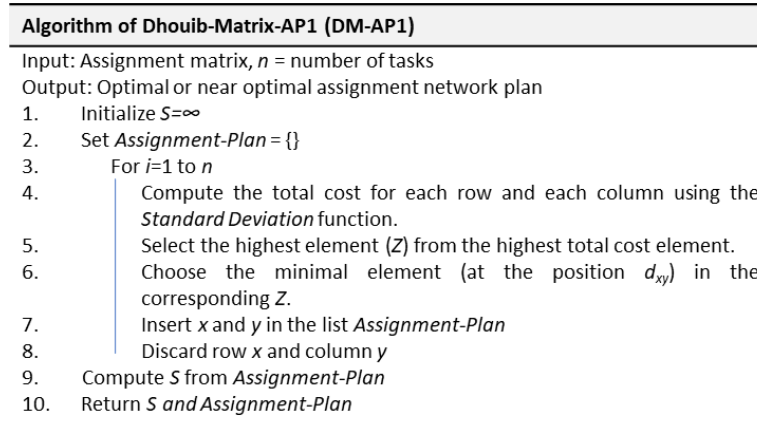 Algorithm of Dhouib-Matrix-AP1 (DM-AP1)
Input: Assignment matrix, n = number of tasks
Output: Optimal or near optimal assignment network plan
1. Initialize S=∞
2. Set Assignment-Plan = {}
3. For i=1 to n
4. Compute the total cost for each row and each column using the
Standard Deviation function.
5. Select the highest element (Z) from the highest total cost element.
6. Choose the minimal element (at the position dxy) in the
corresponding Z.
7. Insert x and y in the list Assignment-Plan
8. Discard row x and column y
9. Compute S from Assignment-Plan
10. Return S and Assignment-Plan